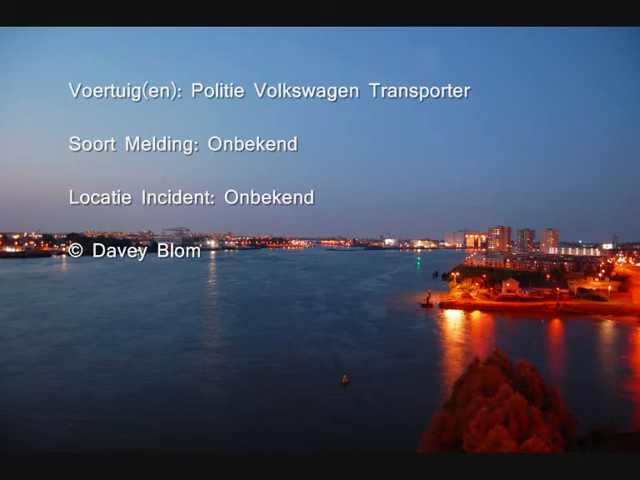 Voertuig(en): Politie Volkswagen Transporter
Soort Melding: Onbekend
Locatie Incident: Onbekend
© Davey Blom